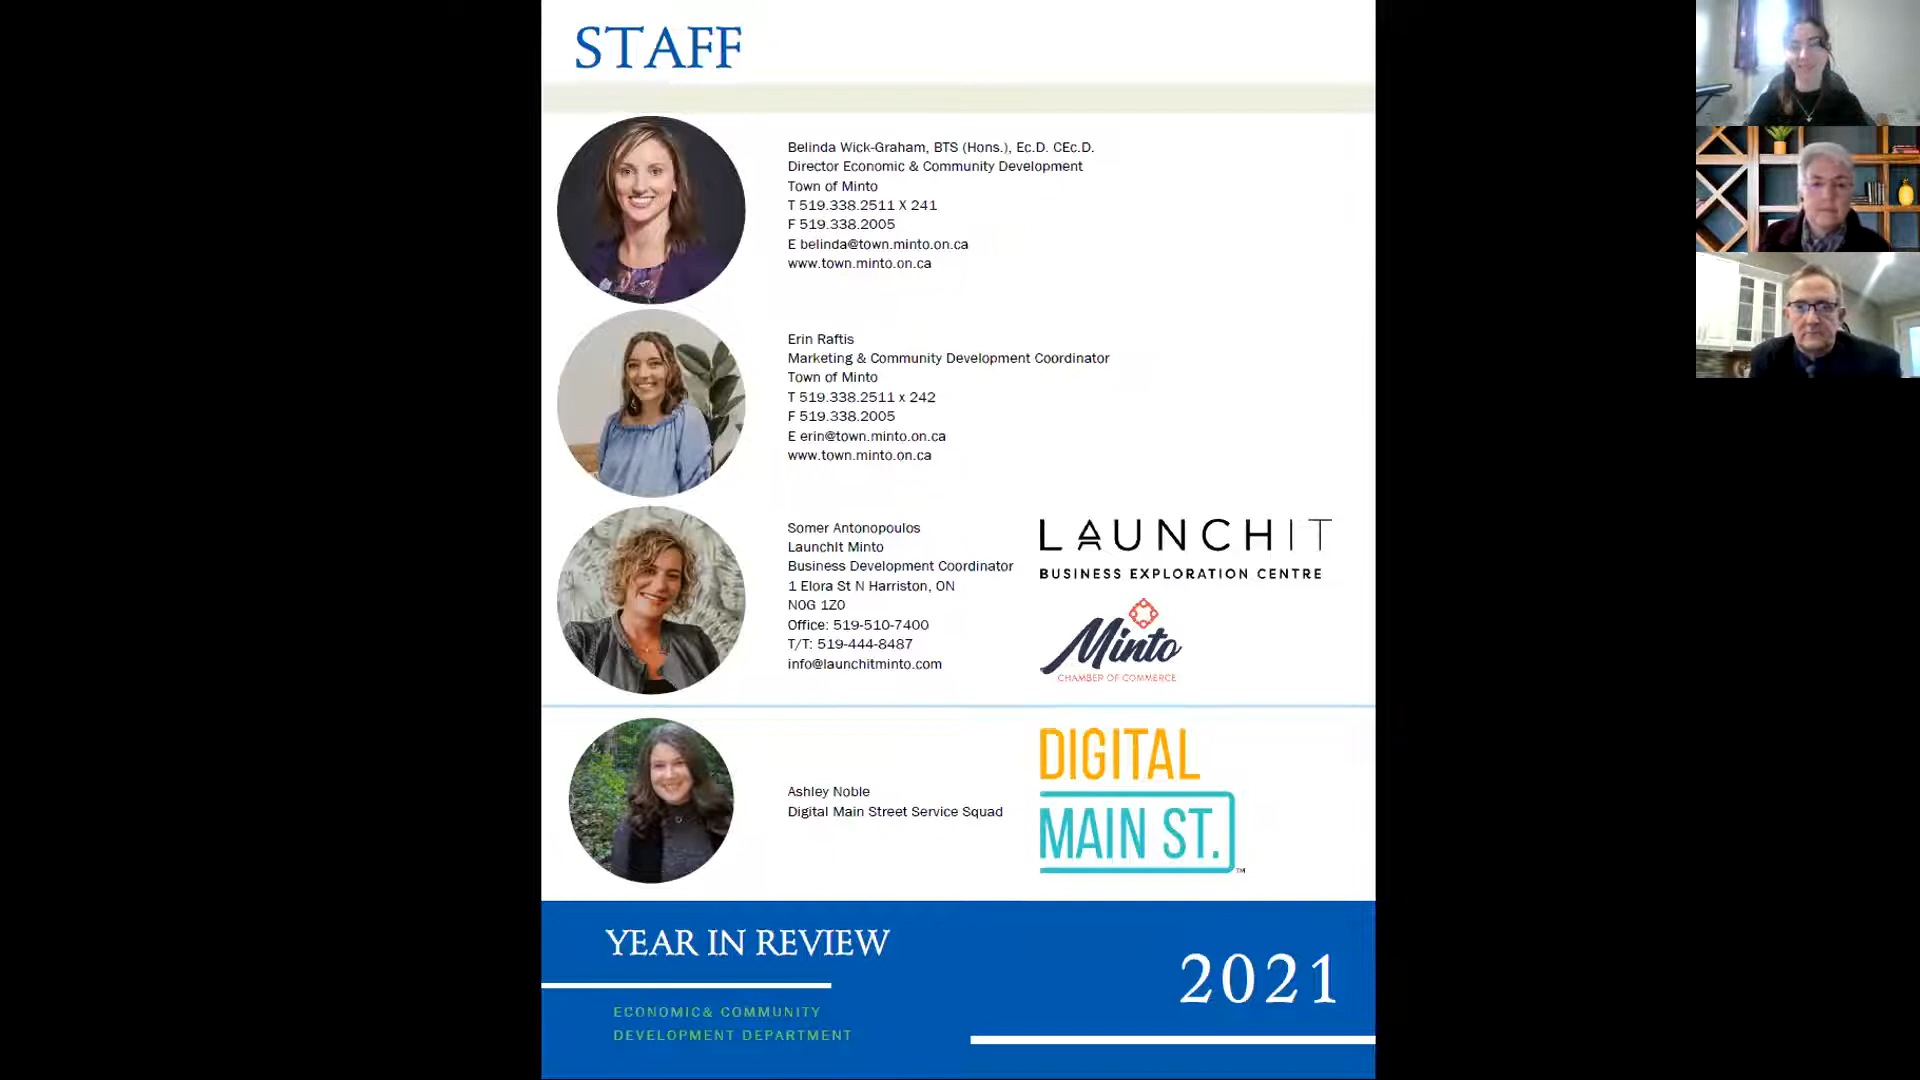 STAFF
Belinda Wick-Graham, BTS (Hons.), Ec.D. CEc.D.
Director Economic & Community Development
Town of Minto
T 519.338.2511 X 241
F 519.338.2005
E belinda@town.minto.on.ca
www.town.minto.on.ca
Erin Raftis
Marketing & Community Development Coordinator
Town of Minto
T 519.338.2511 x 242
F 519.338.2005
E erin@town.minto.on.ca
www.town.minto.on.ca
Somer Antonopoulos
LaunchIt Minto
Business Development Coordinator
1 Elora St N Harriston, ON
N0G 1Z0
Office: 519-510-7400
T/T: 519-444-8487
info@launchitminto.com
LAUNCHIT
BUSINESS EXPLORATION CENTRE
Minto
CHAMBER OF COMMERCE
Ashley Noble
Digital Main Street Service Squad
DIGITAL
MAIN ST.
TM
YEAR IN REVIEW
2021
ECONOMIC& COMMUNITY
DEVELOPMENT DEPARTMENT